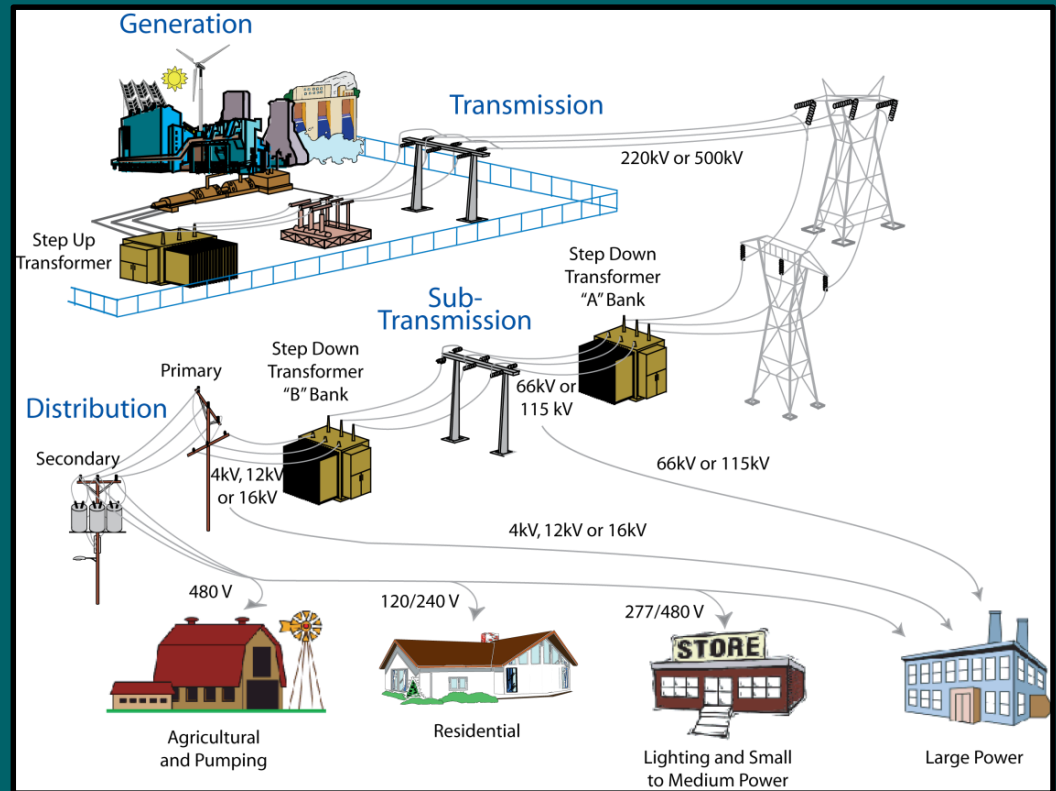 Generation
Transmission
220kV or 500kV
Step Up
Transformer
Step Down
Transformer
"A" Bank
Sub-
Transmission
Step Down
Transformer
"B" Bank
66kV or
115 kV
Primary
Distribution
Secondary
4kV, 12kV
or 16kV
66kV or 115kV
4kV, 12kV or 16kV
480 V
120/240 V
277/480 V
STORE
Agricultural
and Pumping
Residential
Lighting and Small
to Medium Power
Large Power